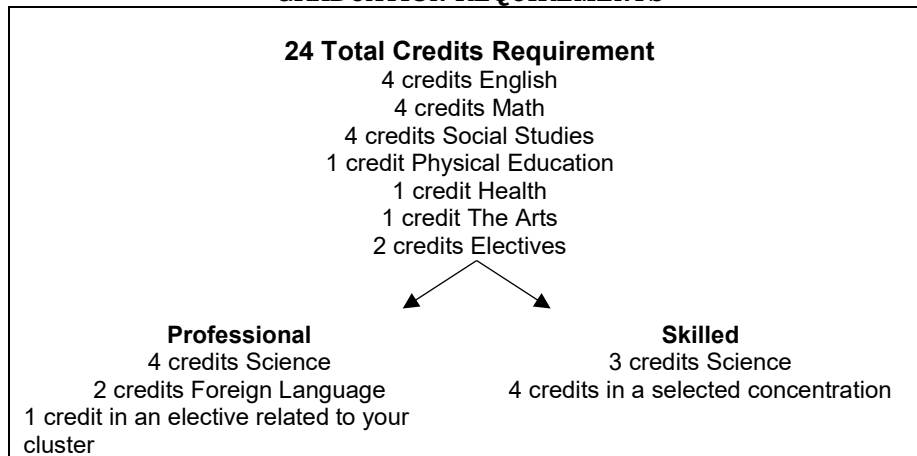 24 Total Credits Requirement
4 credits English
4 credits Math
4 credits Social Studies
1 credit Physical Education
1 credit Health
1 credit The Arts
2 credits Electives
Professional
4 credits Science
2 credits Foreign Language
1 credit in an elective related to your
cluster
Skilled
3 credits Science
4 credits in a selected concentration